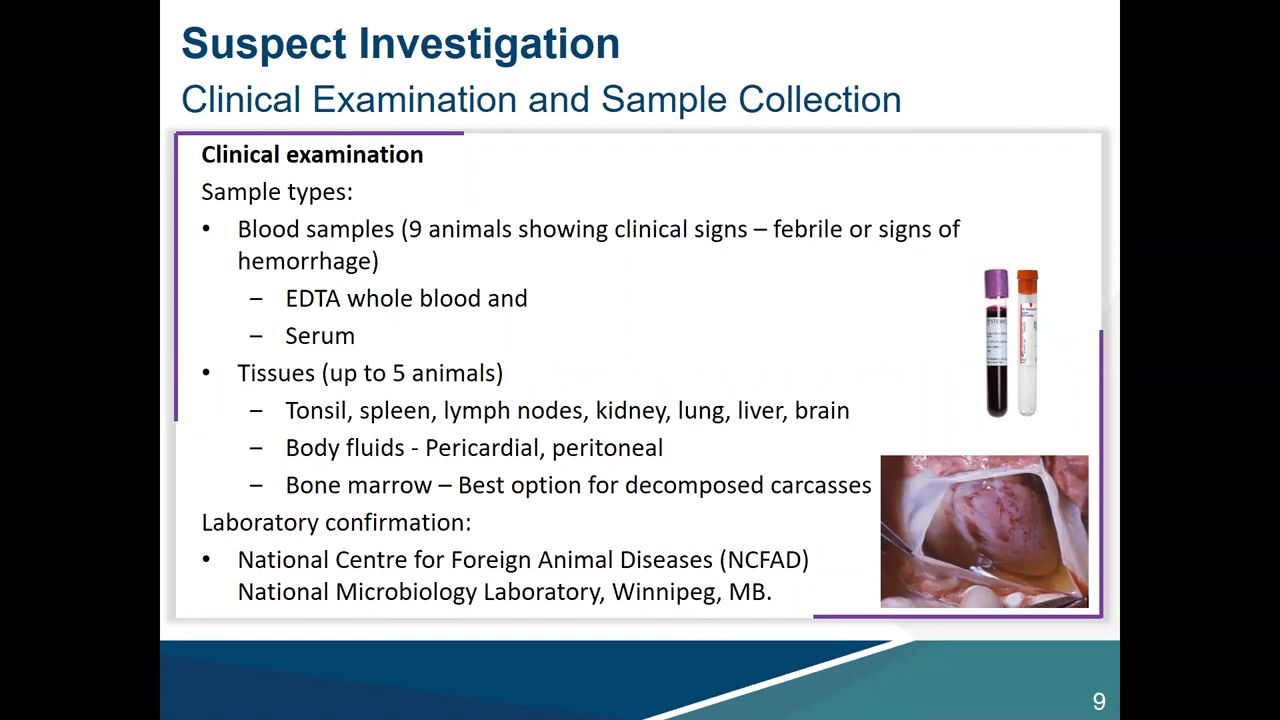 Suspect Investigation
Clinical Examination and Sample Collection
Clinical examination
Sample types:
• Blood samples (9 animals showing clinical signs – febrile or signs of
hemorrhage)
– EDTA whole blood and
– Serum
• Tissues (up to 5 animals)
– Tonsil, spleen, lymph nodes, kidney, lung, liver, brain
– Body fluids - Pericardial, peritoneal
– Bone marrow – Best option for decomposed carcasses
Laboratory confirmation:
• National Centre for Foreign Animal Diseases (NCFAD)
National Microbiology Laboratory, Winnipeg, MB.
9